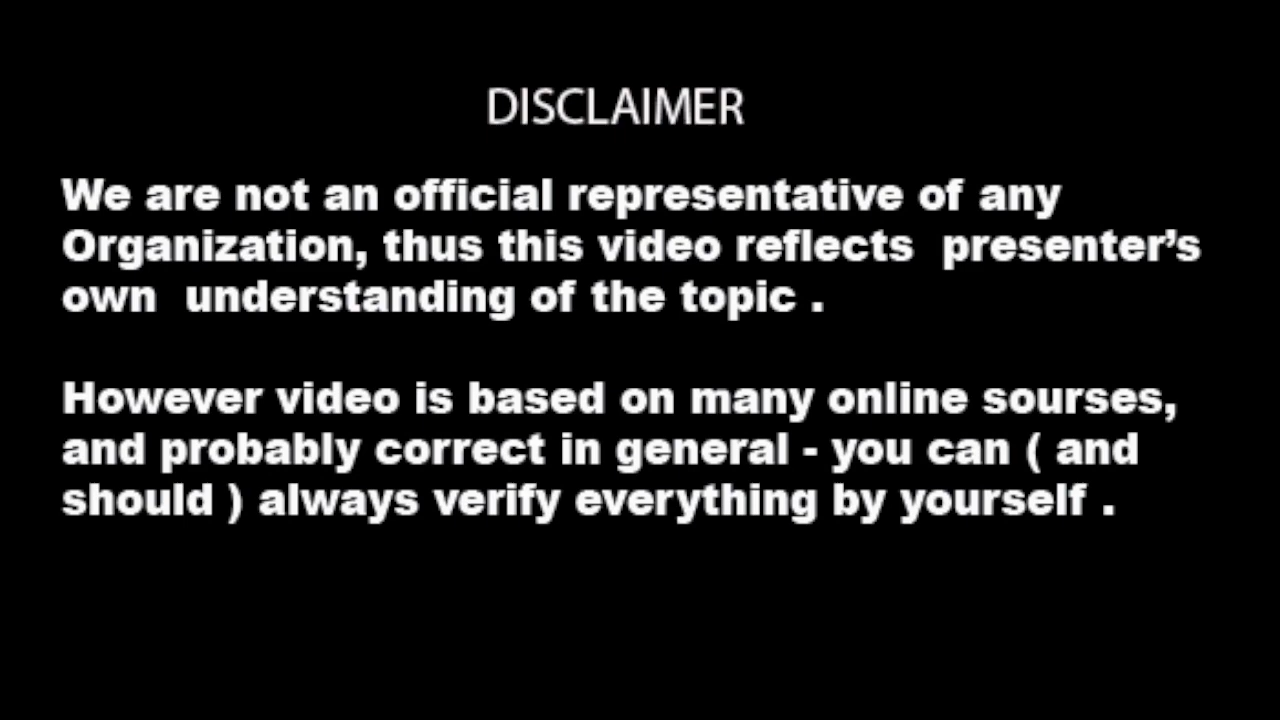 DISCLAIMER
We are not an official representative of any
Organization, thus this video reflects  presenter’s
own  understanding of the topic .
However video is based on many online sourses,
and probably correct in general - you can ( and
should ) always verify everything by yourself .